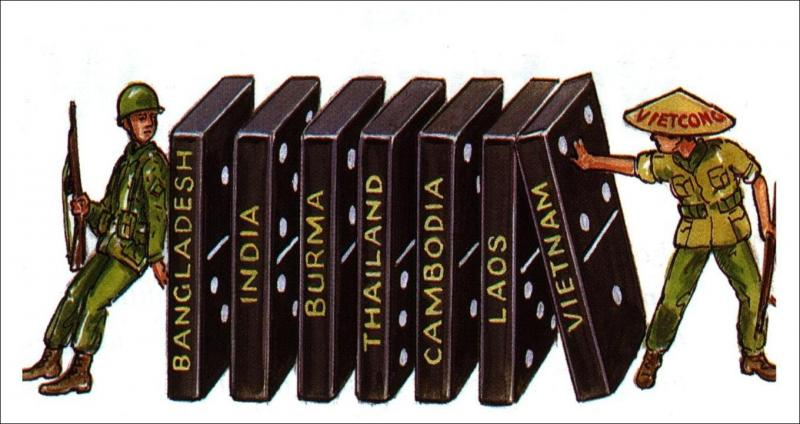 BANGLADESH
INDIA
BURMA
THAILAND
CAMBODIA
LAOS
VIETNAM
VIETCONG